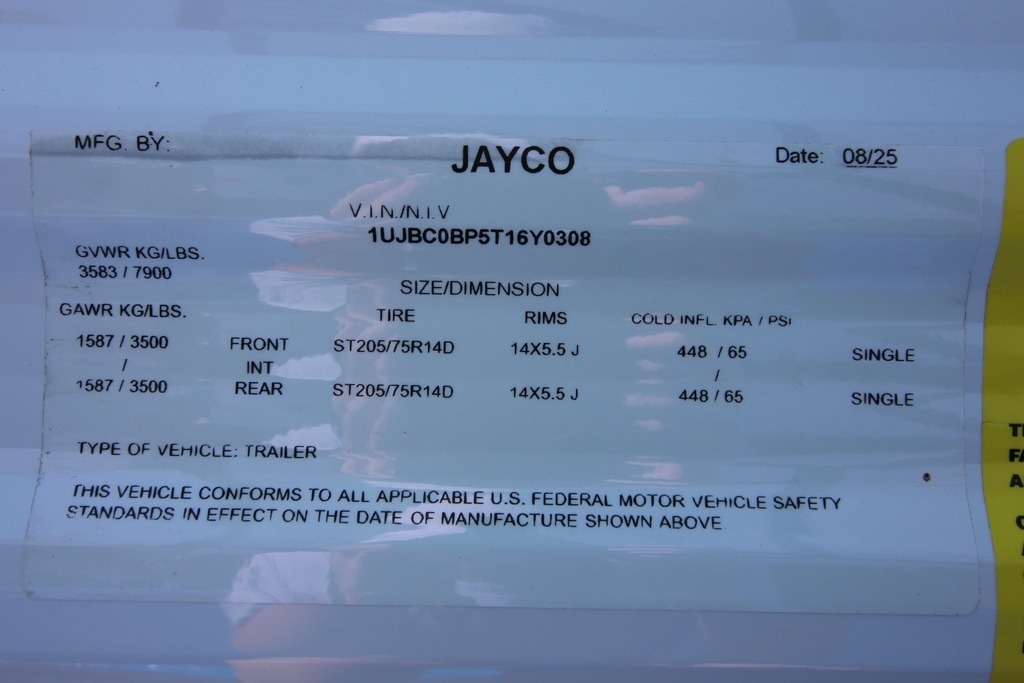 MFG. BY: JAYCO Date: 08/25
V.I.N./N.I.V
1UJBC0BP5T16Y0308
GVWR KG/LBS.
3583 / 7900
SIZE/DIMENSION
GAWR KG/LBS. TIRE RIMS COLD INFL. KPA / PSI
1587 / 3500 FRONT ST205/75R14D 14X5.5 J 448 / 65 SINGLE
/ INT /
1587 / 3500 REAR ST205/75R14D 14X5.5 J 448 / 65 SINGLE
TYPE OF VEHICLE: TRAILER
THIS VEHICLE CONFORMS TO ALL APPLICABLE U.S. FEDERAL MOTOR VEHICLE SAFETY
STANDARDS IN EFFECT ON THE DATE OF MANUFACTURE SHOWN ABOVE